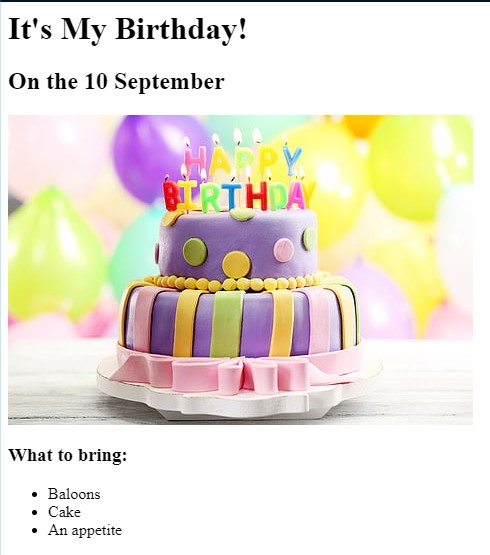 It's My Birthday!
On the 10 September
HAPPY
BIRTHDAY
What to bring:
Baloons
Cake
An appetite